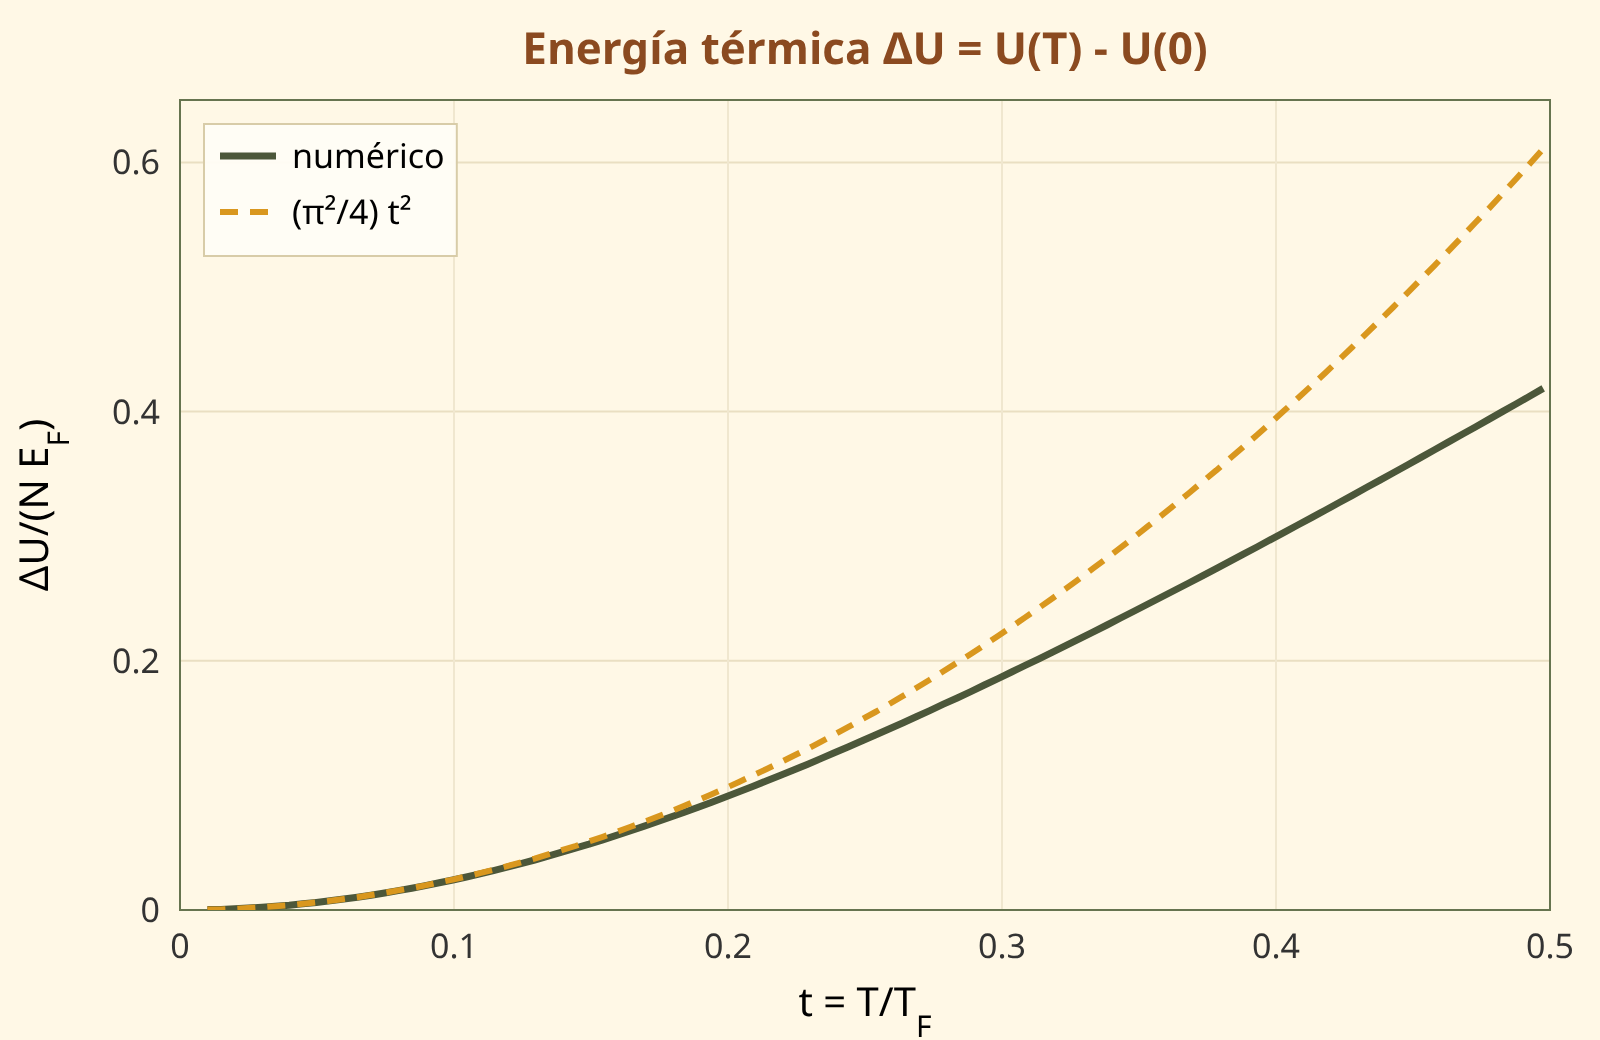 Energía térmica ΔU = U(T) - U(0)
numérico
(π²/4) t²
0.6
0.4
0.2
0
0
0.1
0.2
0.3
0.4
0.5
ΔU/(N E_F)
t = T/T_F